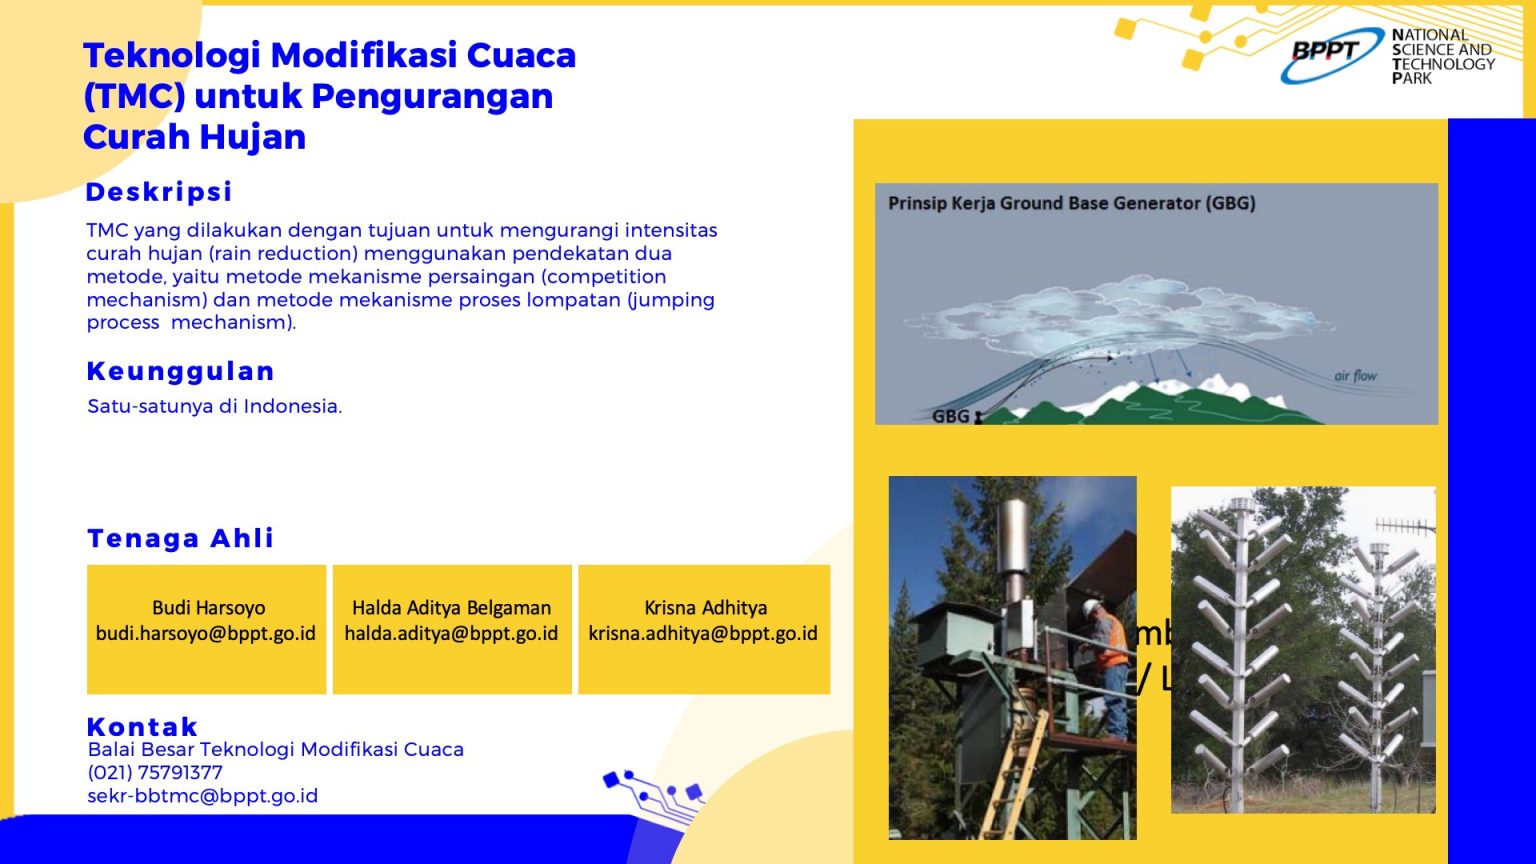 Teknologi Modifikasi Cuaca
(TMC) untuk Pengurangan
Curah Hujan
Deskripsi
TMC yang dilakukan dengan tujuan untuk mengurangi intensitas
curah hujan (rain reduction) menggunakan pendekatan dua
metode, yaitu metode mekanisme persaingan (competition
mechanism) dan metode mekanisme proses lompatan (jumping
process  mechanism).
Keunggulan
Satu-satunya di Indonesia.
Tenaga Ahli
Budi Harsoyo
budi.harsoyo@bppt.go.id
Halda Aditya Belgaman
halda.aditya@bppt.go.id
Krisna Adhitya
krisna.adhitya@bppt.go.id
Kontak
Balai Besar Teknologi Modifikasi Cuaca
(021) 75791377
sekr-bbtmc@bppt.go.id
BPPT
NATIONAL
SCIENCE AND
TECHNOLOGY
PARK
Prinsip Kerja Ground Base Generator (GBG)
air flow
GBG